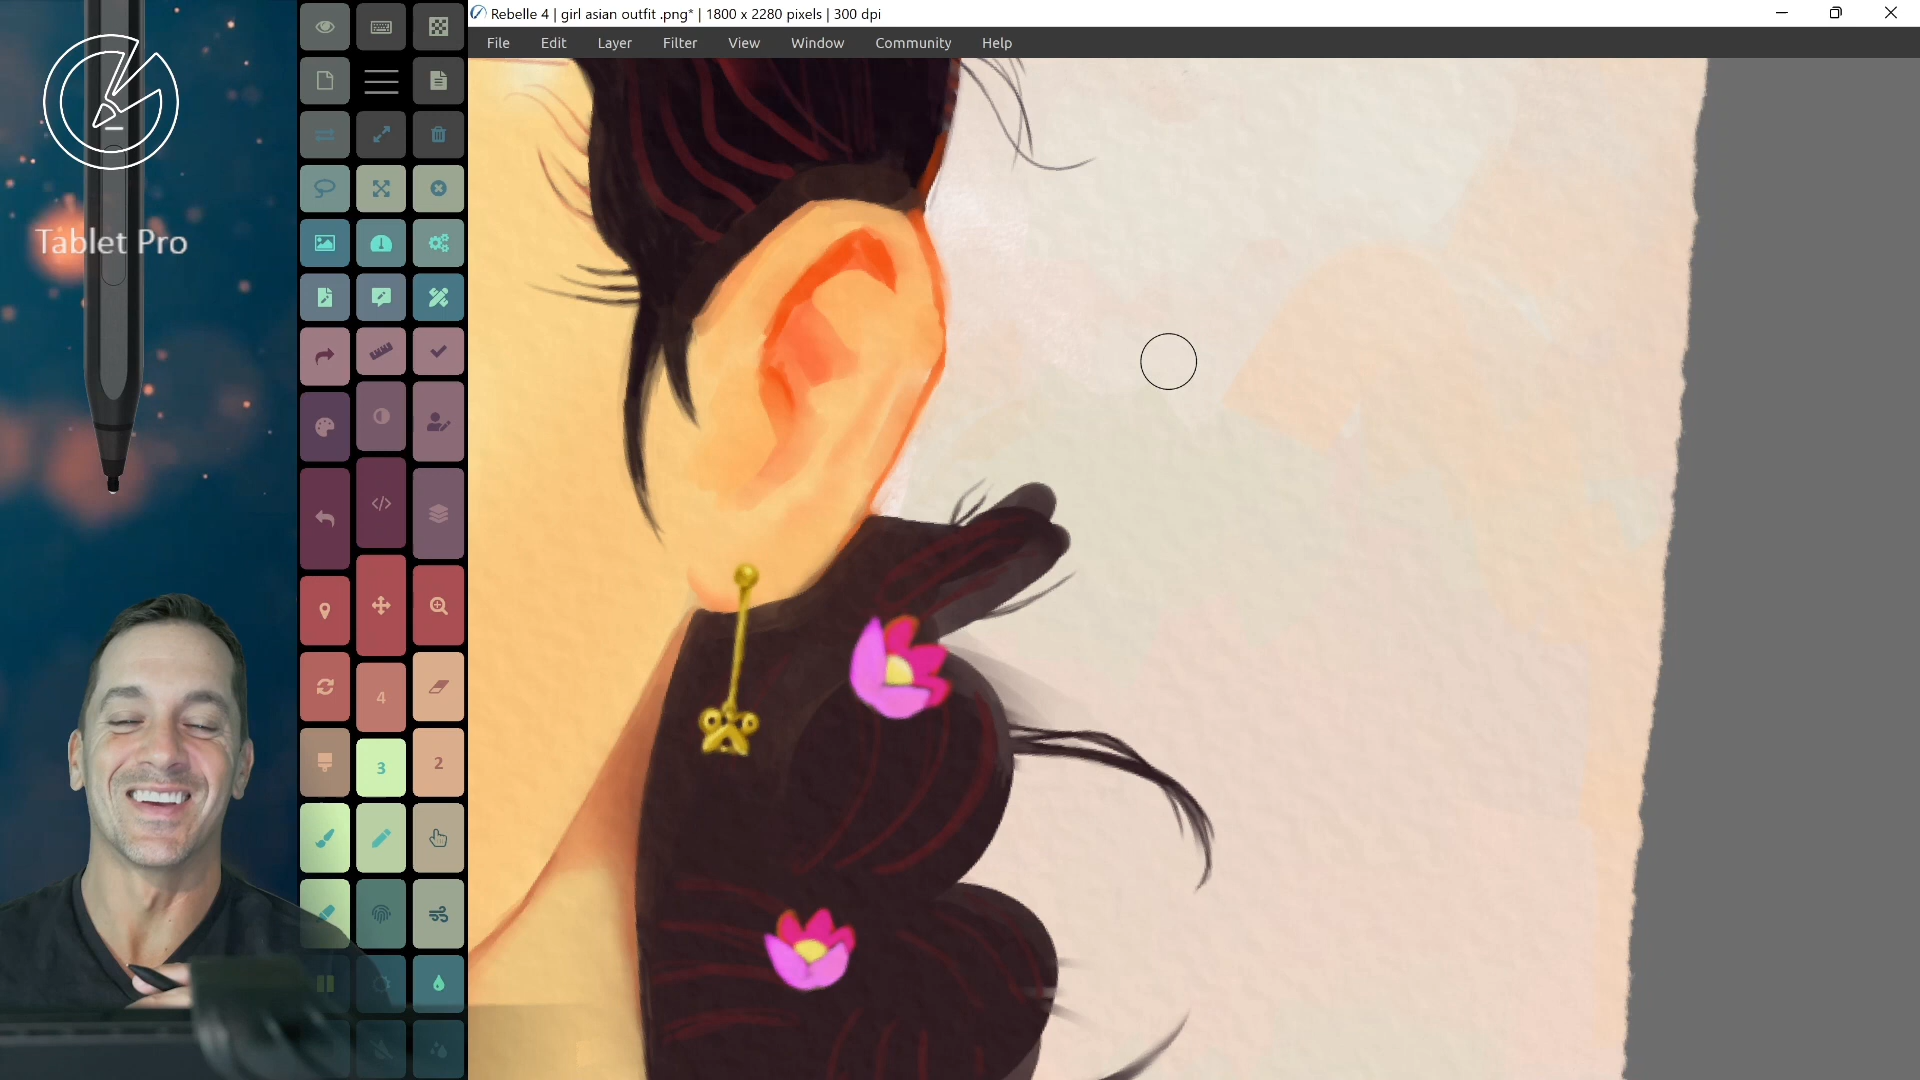 Rebelle 4 | girl asian outfit .png* | 1800 x 2280 pixels | 300 dpi
File Edit Layer Filter View Window Community Help
Tablet Pro
4
3
2